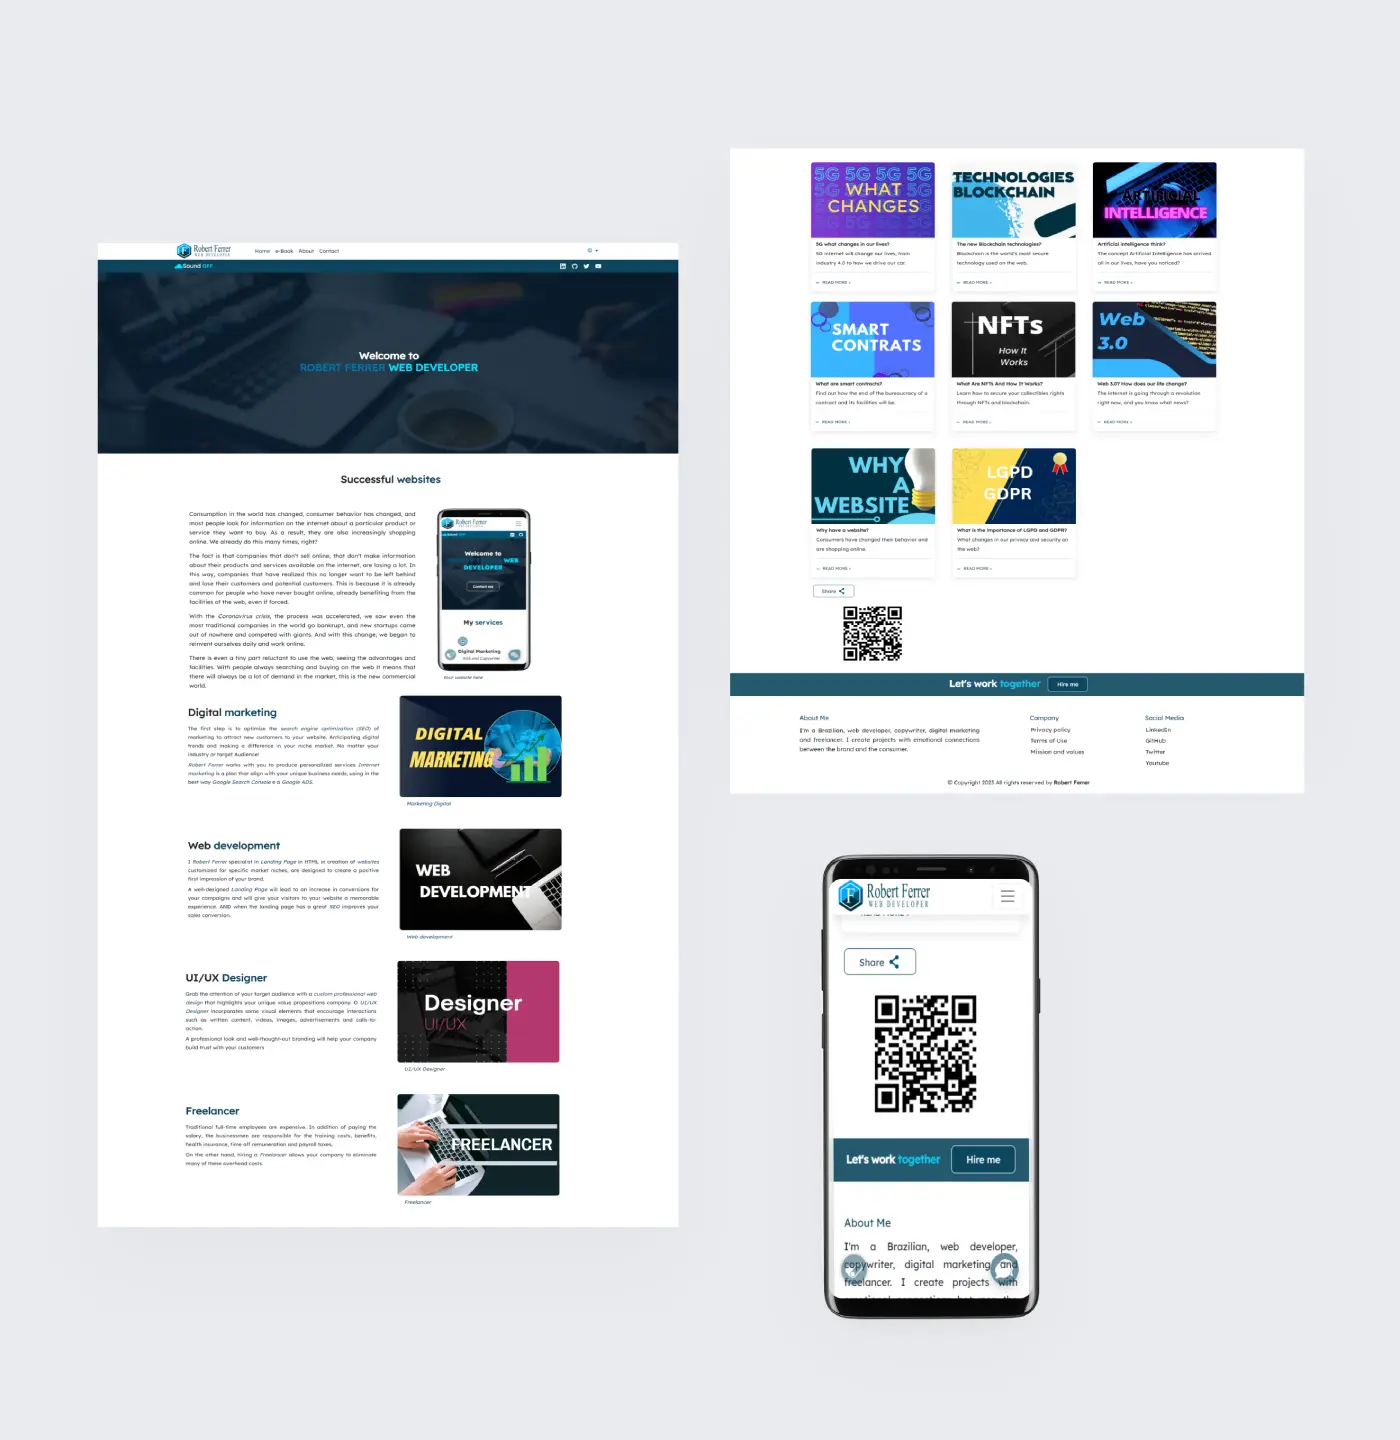 Robert Ferrer
WEB DEVELOPER
Home e-Book About Contact
Sound OFF
Welcome to
ROBERT FERRER WEB DEVELOPER
Successful websites
Consumption in the world has changed, consumer behavior has changed, and
most people look for information on the internet about a particular product or
service they want to buy. As a result, they are also increasingly shopping
online. We already do this many times, right?
The fact is that companies that don't sell online, that don't make information
about their products and services available on the internet, are losing a lot. In
this way, companies that have realized this no longer want to be left behind
and lose their customers and potential customers. This is because it is already
common for people who have never bought online, already benefiting from the
facilities of the web, even if forced.
With the Coronavirus crisis, the process was accelerated, we saw even the
most traditional companies in the world go bankrupt, and new startups come
out of nowhere and competed with giants. And with this change, we began to
reinvent ourselves daily and work online.
There is even a tiny part reluctant to use the web, seeing the advantages and
facilities. With people always searching and buying on the web it means that
there will always be a lot of demand in the market, this is the new commercial
world.
Robert Ferrer
Welcome to
WEB
DEVELOPER
Contact me
My services
Digital Marketing
SEO and Copywriter
Your website here
Digital marketing
The first step is to optimize the search engine optimization (SEO) of
marketing to attract new customers to your website. Anticipating digital
trends and making a difference in your niche market. No matter your
industry or target Audience!
Robert Ferrer works with you to produce personalized services Internet
marketing is a plan that align with your unique business needs, using in the
best way Google Search Console e a Google ADS.
DIGITAL
MARKETING
Marketing Digital
Web development
I Robert Ferrer specialist in Landing Page in HTML in creation of websites
customized for specific market niches, are designed to create a positive
first impression of your brand.
A well-designed Landing Page will lead to an increase in conversions for
your campaigns and will give your visitors to your website a memorable
experience. AND when the landing page has a great SEO improves your
sales conversion.
WEB
DEVELOPMENT
Web development
UI/UX Designer
Grab the attention of your target audience with a custom professional web
design that highlights your unique value propositions company. O UI/UX
Designer incorporates some visual elements that encourage interactions
such as written content, videos, images, advertisements and calls-to-
action.
A professional look and well-thought-out branding will help your company
build trust with your customers
Designer
UI/UX
UI/UX Designer
Freelancer
Traditional full-time employees are expensive. In addition of paying the
salary, the businessmen are responsible for the training costs, benefits,
health insurance, time off remuneration and payroll taxes.
On the other hand, hiring a Freelancer allows your company to eliminate
many of these overhead costs.
FREELANCER
Freelancer
5G 5G 5G 5G
WHAT
CHANGES
5G what changes in our lives?
5G internet will change our lives, from
industry 4.0 to how we drive our car.
READ MORE
TECHNOLOGIES
BLOCKCHAIN
The new Blockchain technologies?
Blockchain is the world's most secure
technology used on the web.
READ MORE
ARTIFICIAL
INTELLIGENCE
Artificial intelligence think?
The concept Artificial Intelligence has arrived
all in our lives, have you noticed?
READ MORE
SMART
CONTRATS
What are smart contracts?
Find out how the end of the bureaucracy of a
contract and its facilities will be.
READ MORE
NFTs
How It
Works
What Are NFTs And How It Works?
Learn how to secure your collectibles rights
through NFTs and blockchain.
READ MORE
Web
3.0
Web 3.0? How does our life change?
The internet is going through a revolution
right now, and you know what news?
READ MORE
WHY
A
WEBSITE
Why have a website?
Consumers have changed their behavior and
are shopping online.
READ MORE
LGPD
GDPR
What is the importance of LGPD and GDPR?
What changes in our privacy and security on
the web?
READ MORE
Share
Let's work together Hire me
About Me
I'm a Brazilian, web developer, copywriter, digital marketing
and freelancer. I create projects with emotional connections
between the brand and the consumer.
Company
Privacy policy
Terms of Use
Mission and values
Social Media
LinkedIn
GitHub
Twitter
Youtube
© Copyright 2023 All rights reserved by Robert Ferrer
Robert Ferrer
WEB DEVELOPER
Share
Let's work together Hire me
About Me
I'm a Brazilian, web developer,
copywriter, digital marketing and
freelancer. I create projects with